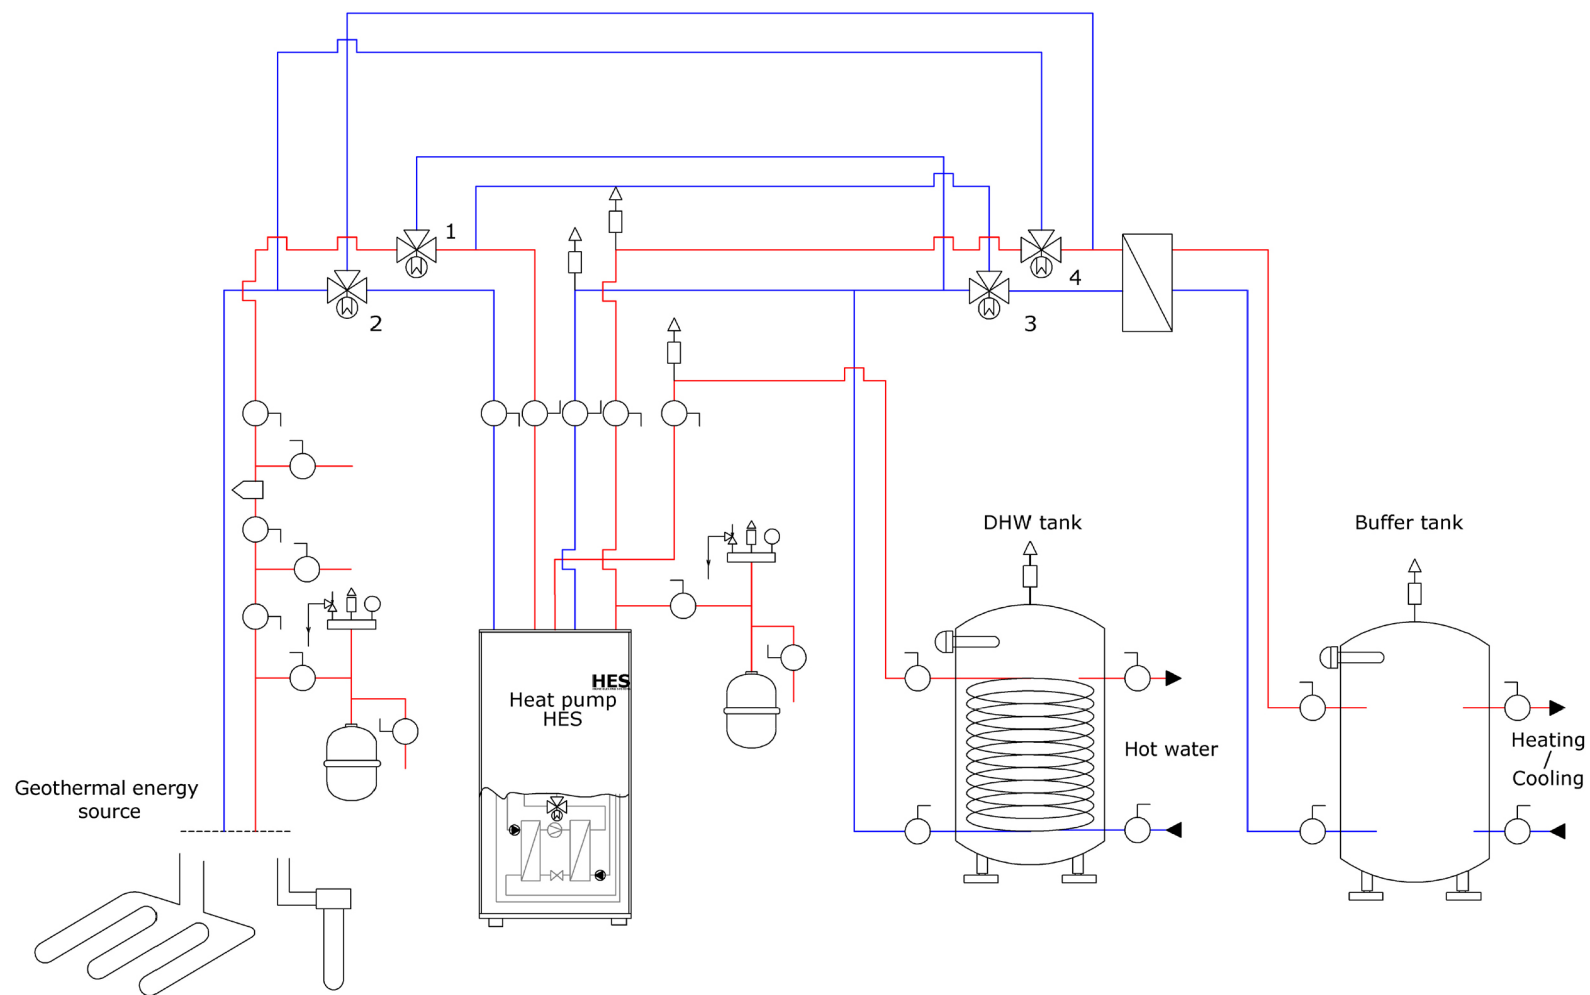 1
4
2
3
DHW tank
Buffer tank
HES
Heat pump
HES
Heating
/
Cooling
Hot water
Geothermal energy
source